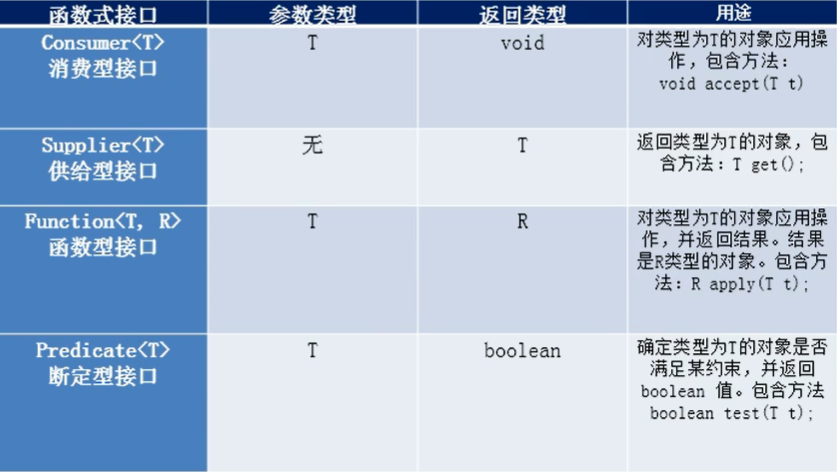 函数式接口 参数类型 返回类型 用途
Consumer<T>
消费型接口
T
void
对类型为T的对象应用操
作，包含方法：
void accept(T t)
Supplier<T>
供给型接口
无
T
返回类型为T的对象，包
含方法：T get();
Function<T, R>
函数型接口
T
R
对类型为T的对象应用操
作，并返回结果。结果
是R类型的对象。包含方
法：R apply(T t);
Predicate<T>
断定型接口
T
boolean
确定类型为T的对象是否
满足某约束，并返回
boolean 值。包含方法
boolean test(T t);